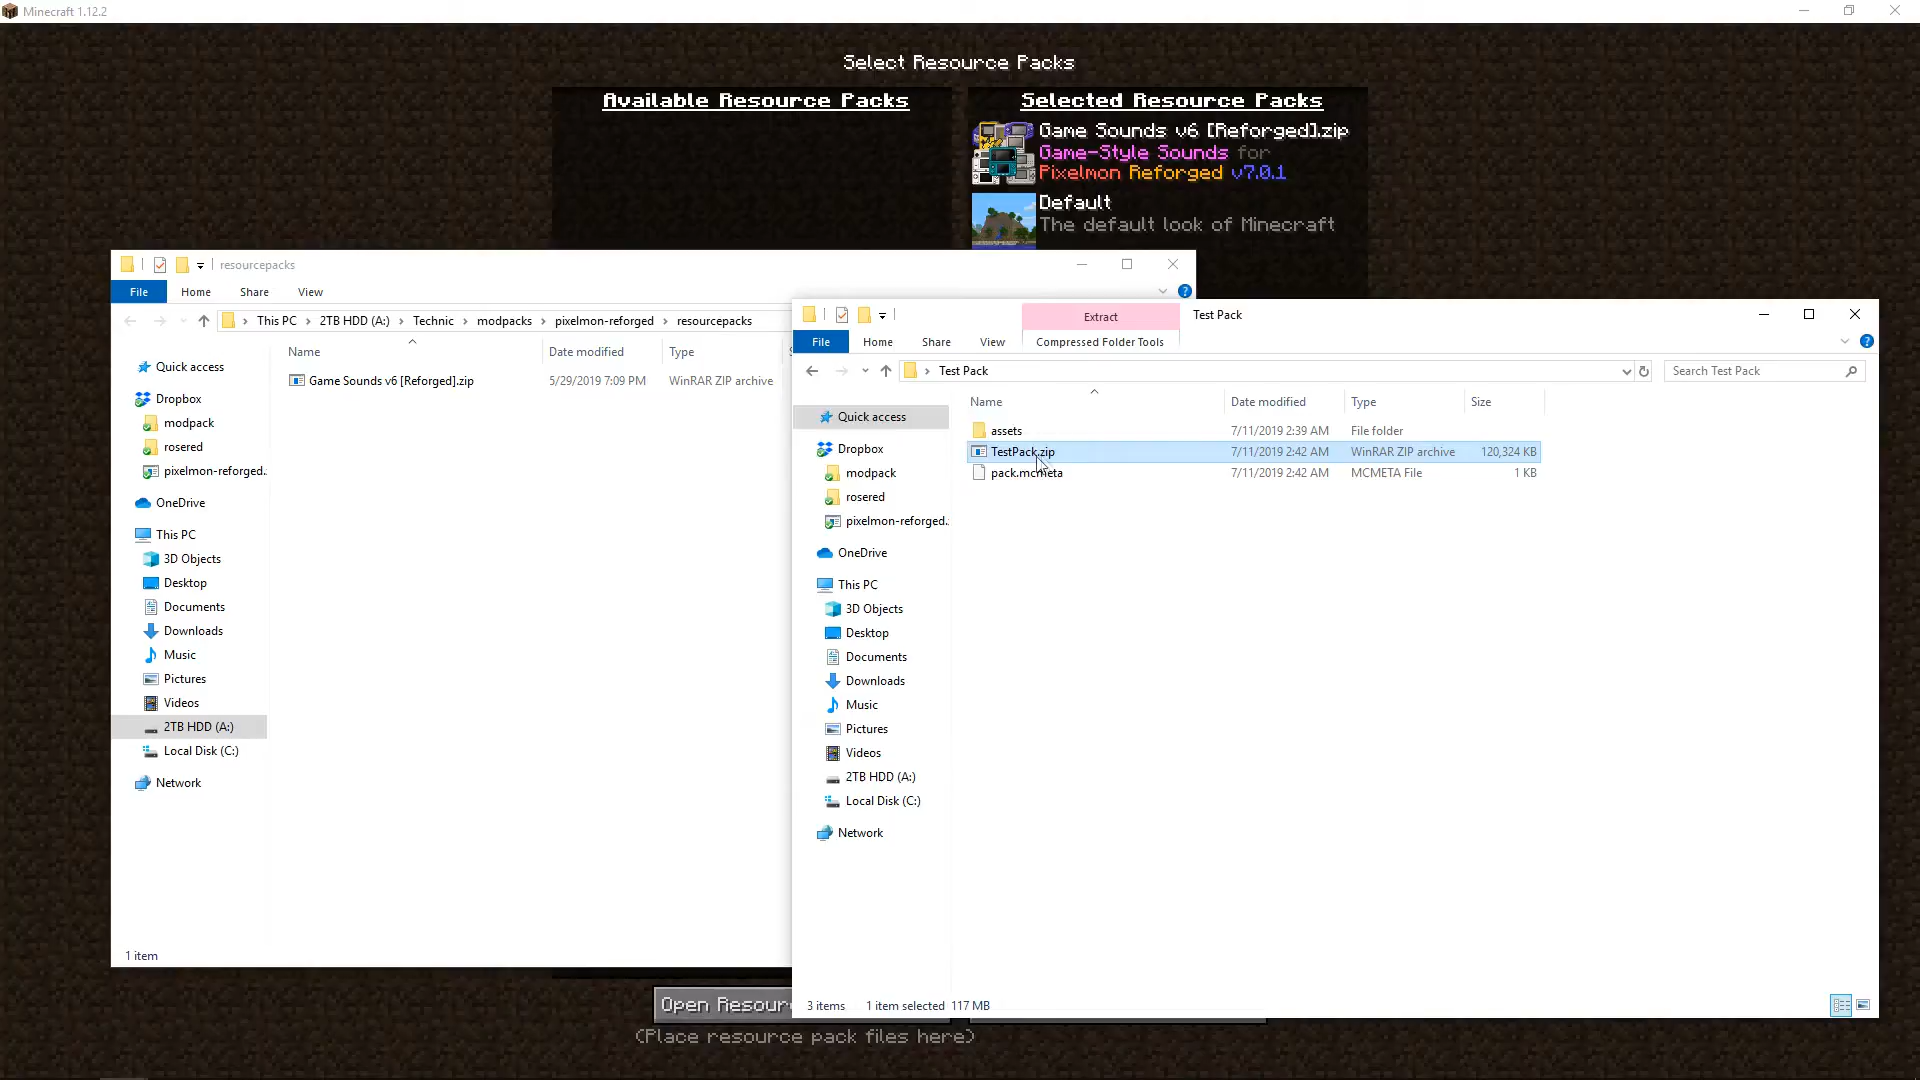 Minecraft 1.12.2
Select Resource Packs
Available Resource Packs
Selected Resource Packs
Game Sounds v6 [Reforged].zip
Game-Style Sounds for
Pixelmon Reforged v7.0.1
Default
The default look of Minecraft
resourcepacks
File Home Share View
This PC > 2TB HDD (A:) > Technic > modpacks > pixelmon-reforged > resourcepacks
Name Date modified Type
Game Sounds v6 [Reforged].zip 5/29/2019 7:09 PM WinRAR ZIP archive
Quick access
Dropbox
modpack
rosered
pixelmon-reforged.
OneDrive
This PC
3D Objects
Desktop
Documents
Downloads
Music
Pictures
Videos
2TB HDD (A:)
Local Disk (C:)
Network
1 item
Extract Test Pack
File Home Share View Compressed Folder Tools
> Test Pack
Search Test Pack
Name Date modified Type Size
assets 7/11/2019 2:39 AM File folder
TestPack.zip 7/11/2019 2:42 AM WinRAR ZIP archive 120,324 KB
pack.mcmeta 7/11/2019 2:42 AM MCMETA File 1 KB
Quick access
Dropbox
modpack
rosered
pixelmon-reforged.
OneDrive
This PC
3D Objects
Desktop
Documents
Downloads
Music
Pictures
Videos
2TB HDD (A:)
Local Disk (C:)
Network
3 items 1 item selected 117 MB
Open Resour
(Place resource pack files here)